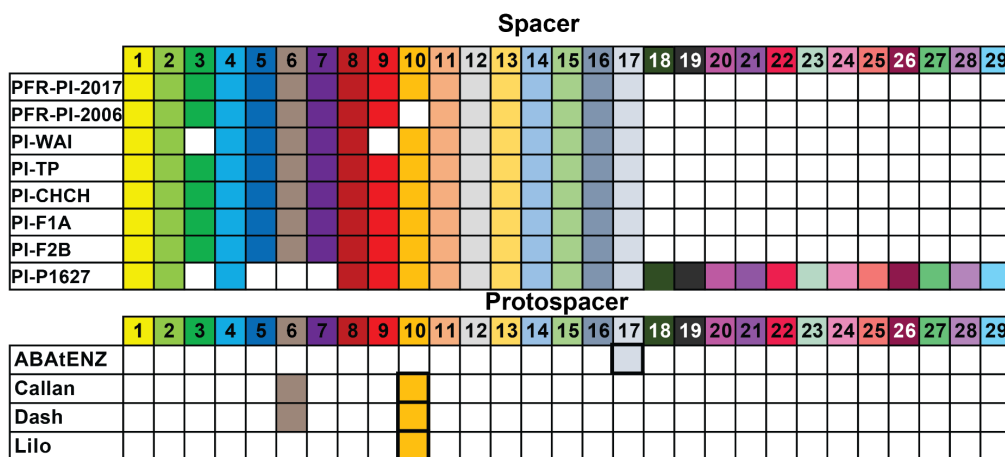 Spacer
1 2 3 4 5 6 7 8 9 10 11 12 13 14 15 16 17 18 19 20 21 22 23 24 25 26 27 28 29
PFR-PI-2017
PFR-PI-2006
PI-WAI
PI-TP
PI-CHCH
PI-F1A
PI-F2B
PI-P1627
Protospacer
1 2 3 4 5 6 7 8 9 10 11 12 13 14 15 16 17 18 19 20 21 22 23 24 25 26 27 28 29
ABAtENZ
Callan
Dash
Lilo